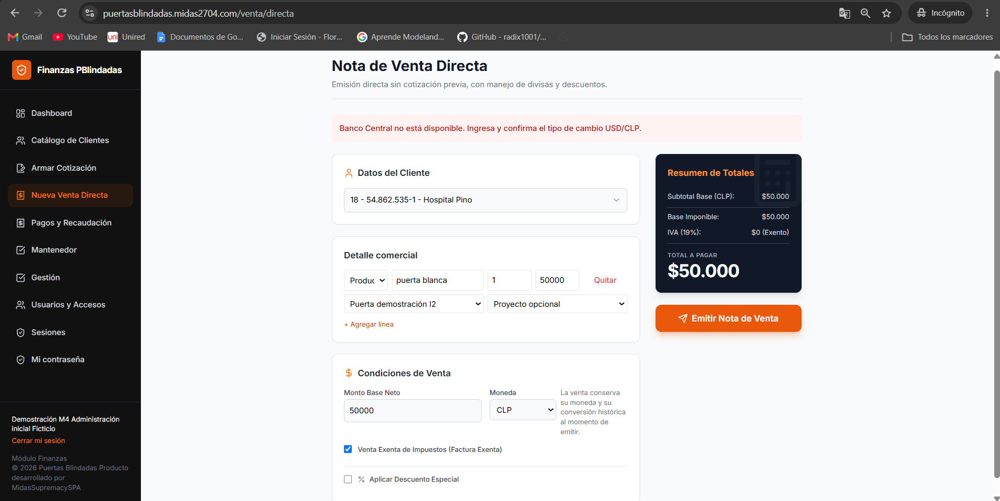 puertasblindadas.midas2704.com/venta/directa
Incógnito
Gmail
YouTube
Unired
Documentos de Go...
Iniciar Sesión - Flor...
Aprende Modeland...
GitHub - radix1001/...
Todos los marcadores
Finanzas PBlindadas
Dashboard
Catálogo de Clientes
Armar Cotización
Nueva Venta Directa
Pagos y Recaudación
Mantenedor
Gestión
Usuarios y Accesos
Sesiones
Mi contraseña
Demostración M4 Administración
inicial Ficticio
Cerrar mi sesión
Módulo Finanzas
© 2026 Puertas Blindadas Producto
desarrollado por
MidasSupremacySPA
Nota de Venta Directa
Emisión directa sin cotización previa, con manejo de divisas y descuentos.
Banco Central no está disponible. Ingresa y confirma el tipo de cambio USD/CLP.
Datos del Cliente
18 - 54.862.535-1 - Hospital Pino
Detalle comercial
Produc puerta blanca 1 50000 Quitar
Puerta demostración I2 Proyecto opcional
+ Agregar línea
Condiciones de Venta
Monto Base Neto
50000
Moneda
CLP
La venta conserva
su moneda y su
conversión histórica
al momento de
emitir.
Venta Exenta de Impuestos (Factura Exenta)
% Aplicar Descuento Especial
Resumen de Totales
Subtotal Base (CLP): $50.000
Base Imponible: $50.000
IVA (19%): $0 (Exento)
TOTAL A PAGAR
$50.000
Emitir Nota de Venta